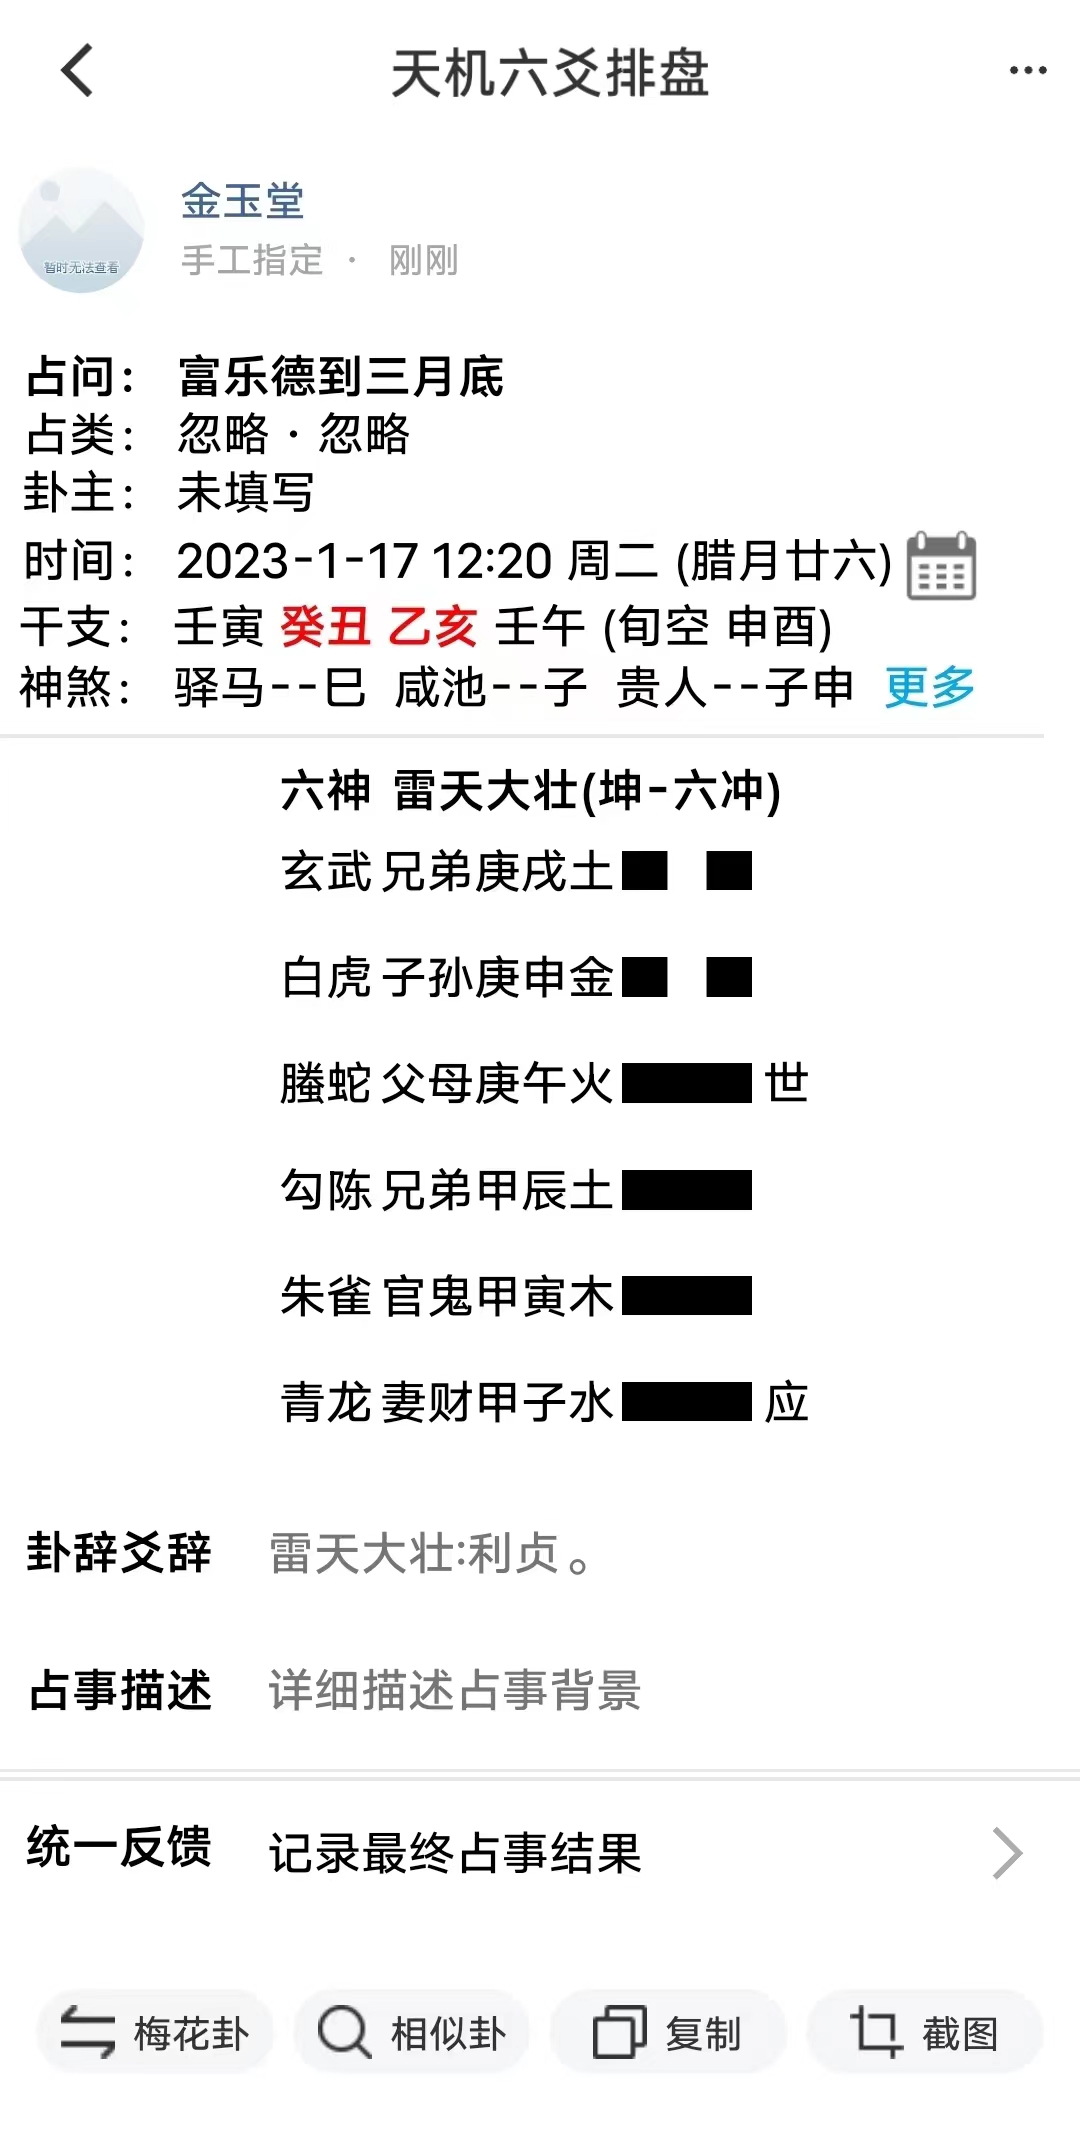 天机六爻排盘
金玉堂
手工指定 · 刚刚
暂时无法查看
占问： 富乐德到三月底
占类： 忽略 · 忽略
卦主： 未填写
时间： 2023-1-17 12:20 周二 (腊月廿六)
干支： 壬寅 癸丑 乙亥 壬午 (旬空 申酉)
神煞： 驿马--巳 咸池--子 贵人--子申 更多
六神 雷天大壮(坤-六冲)
玄武 兄弟庚戌土
白虎 子孙庚申金
螣蛇 父母庚午火 世
勾陈 兄弟甲辰土
朱雀 官鬼甲寅木
青龙 妻财甲子水 应
卦辞爻辞 雷天大壮:利贞。
占事描述 详细描述占事背景
统一反馈 记录最终占事结果
梅花卦 相似卦 复制 截图